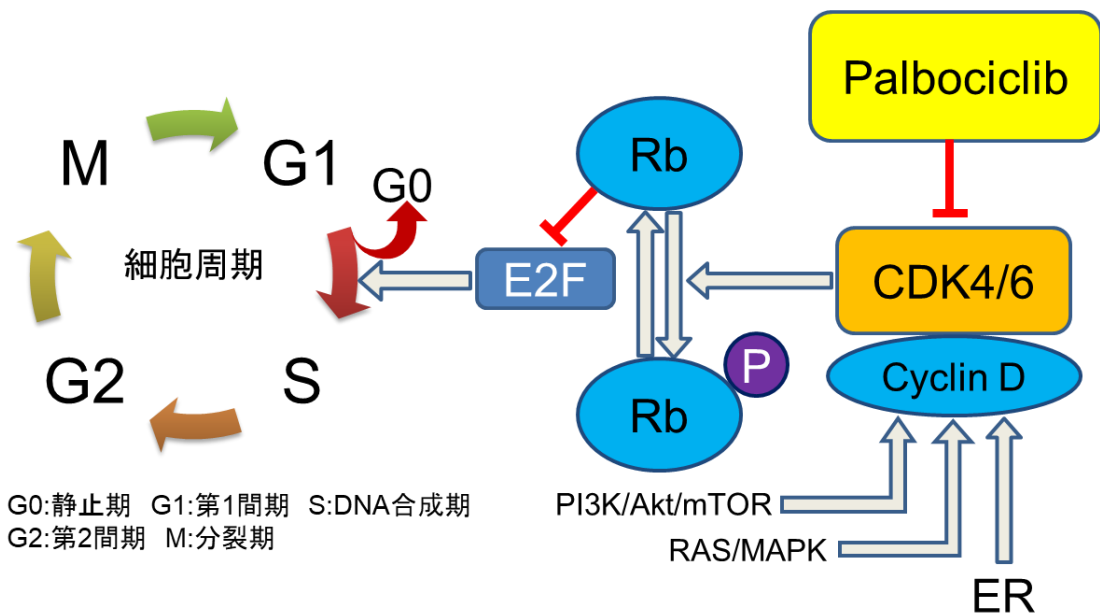 Palbociclib
M
G1
G0
Rb
細胞周期
E2F
CDK4/6
G2
S
P
Rb
Cyclin D
G0:静止期 G1:第1間期 S:DNA合成期
G2:第2間期 M:分裂期
PI3K/Akt/mTOR
RAS/MAPK
ER